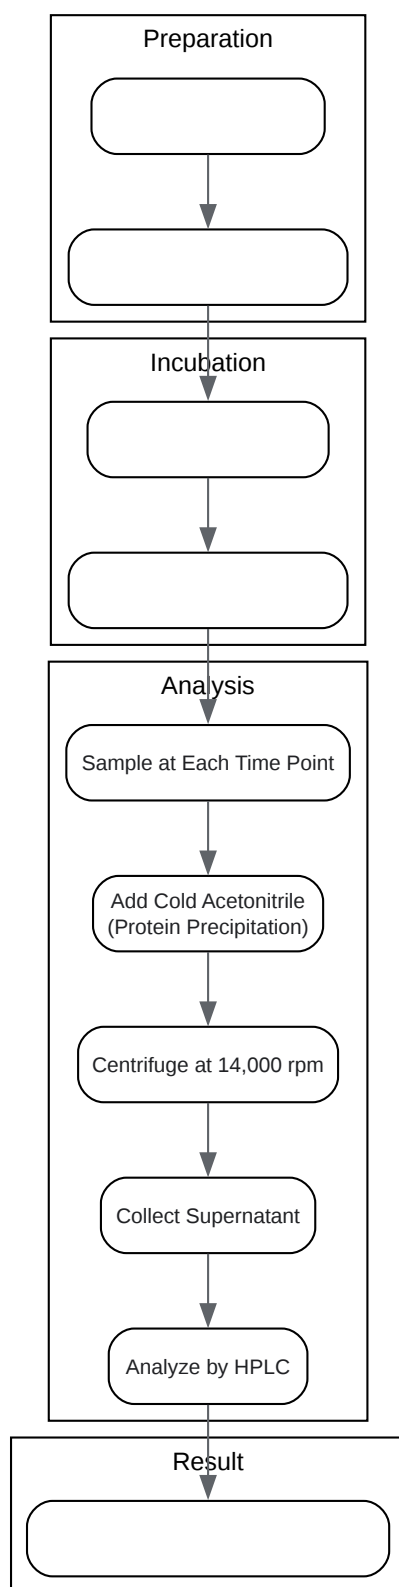 Preparation
Incubation
Analysis
Sample at Each Time Point
Add Cold Acetonitrile
(Protein Precipitation)
Centrifuge at 14,000 rpm
Collect Supernatant
Analyze by HPLC
Result